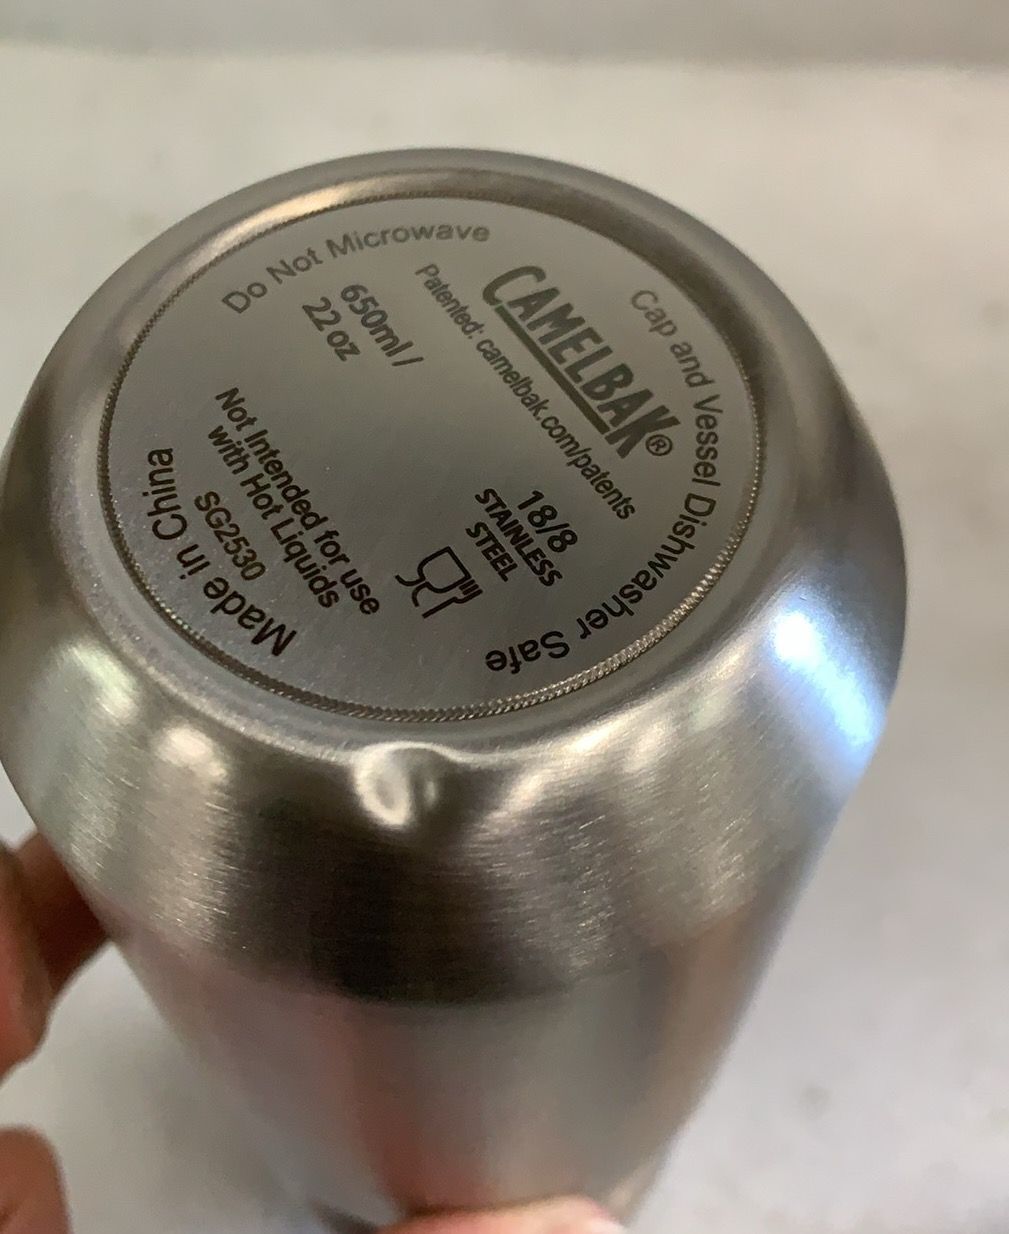 Do Not Microwave
650ml /
22 oz
CAMELBAK®
Patented: camelbak.com/patents
Cap and Vessel Dishwasher Safe
18/8
STAINLESS
STEEL
Not Intended for use
with Hot Liquids
SG2530
Made in China